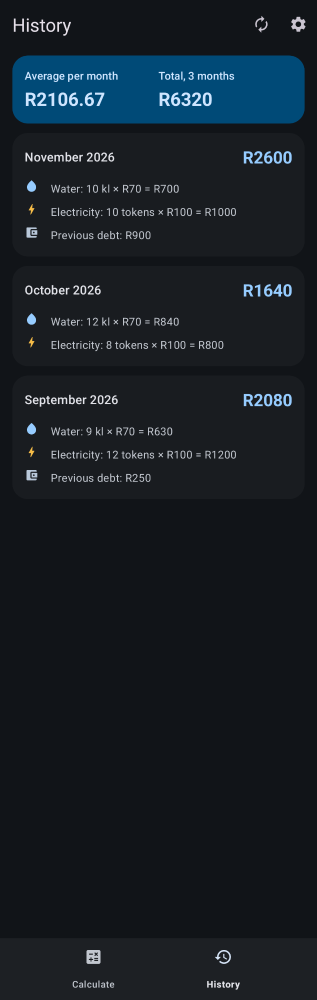 History
Average per month
Total, 3 months
R2106.67
R6320
November 2026
R2600
Water: 10 kl × R70 = R700
Electricity: 10 tokens × R100 = R1000
Previous debt: R900
October 2026
R1640
Water: 12 kl × R70 = R840
Electricity: 8 tokens × R100 = R800
September 2026
R2080
Water: 9 kl × R70 = R630
Electricity: 12 tokens × R100 = R1200
Previous debt: R250
Calculate
History